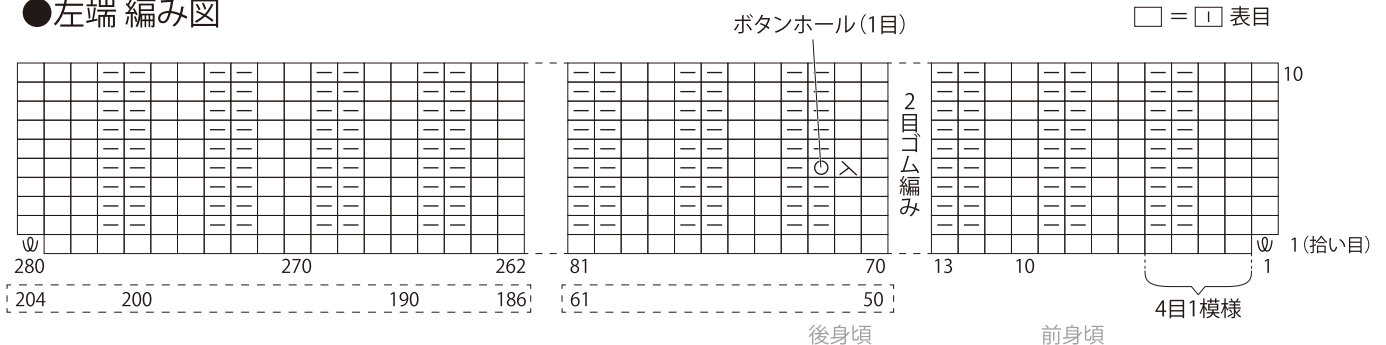 ●左端 編み図
ボタンホール（1目）
□ = 表目
10
2目ゴム編み
1（拾い目）
280 270 262 81 70 13 10 1
204 200 190 186 61 50
4目1模様
後身頃 前身頃